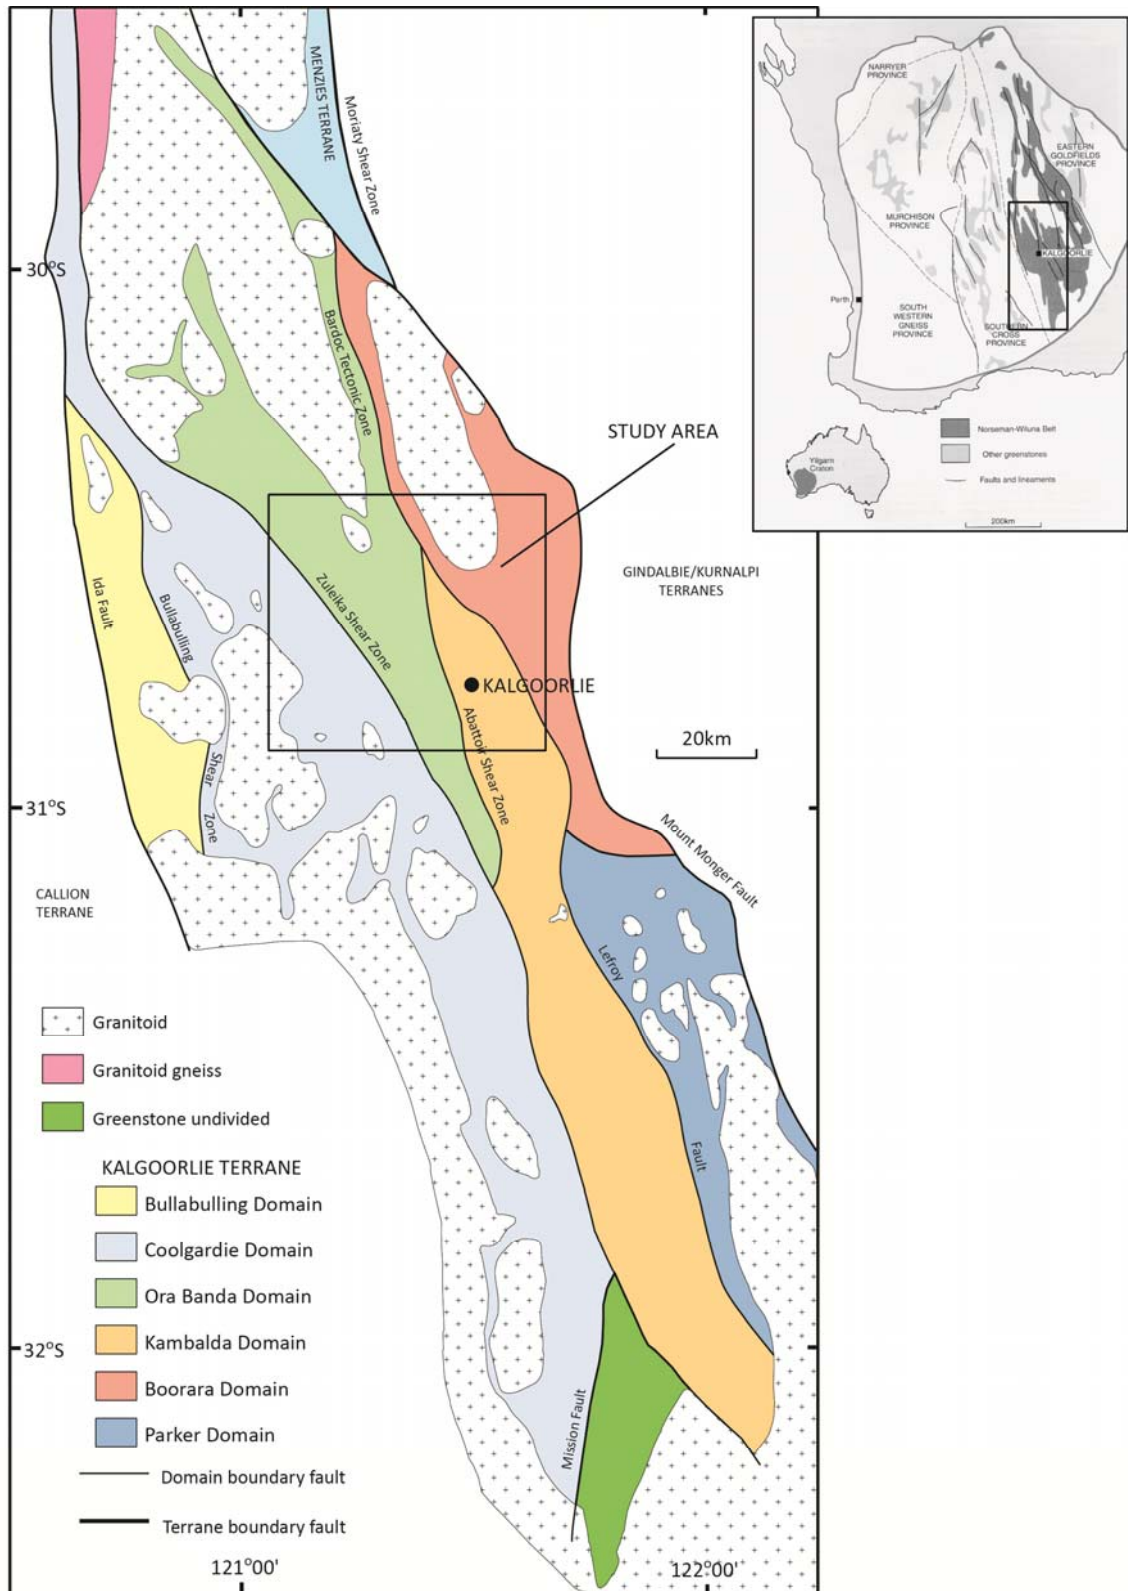 MENZIES TERRANE
Moriaty Shear Zone
30°S
Bardoc Tectonic Zone
STUDY AREA
Ida Fault
Bullabulling
Shear
Zone
Zuleika Shear Zone
GINDALBIE/KURNALPI
TERRANES
KALGOORLIE
Abattoir Shear Zone
20km
31°S
Mount Monger Fault
CALLION
TERRANE
Lefroy
Fault
Granitoid
Granitoid gneiss
Greenstone undivided
KALGOORLIE TERRANE
Bullabulling Domain
Coolgardie Domain
Ora Banda Domain
Kambalda Domain
Boorara Domain
Parker Domain
32°S
Mission Fault
Domain boundary fault
Terrane boundary fault
121°00'
122°00'
NARRYER
PROVINCE
EASTERN
GOLDFIELDS
PROVINCE
MURCHISON
PROVINCE
KALGOORLIE
Perth
SOUTH
WESTERN
GNEISS
PROVINCE
SOUTHERN
CROSS
PROVINCE
Norseman-Wiluna Belt
Other greenstones
Faults and lineaments
Yilgarn
Craton
200km